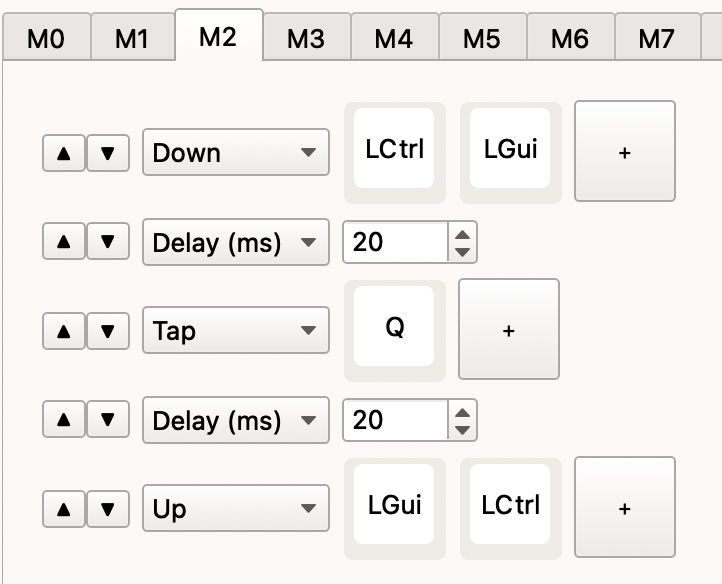 M0 M1 M2 M3 M4 M5 M6 M7
Down LCtrl LGui +
Delay (ms) 20
Tap Q +
Delay (ms) 20
Up LGui LCtrl +